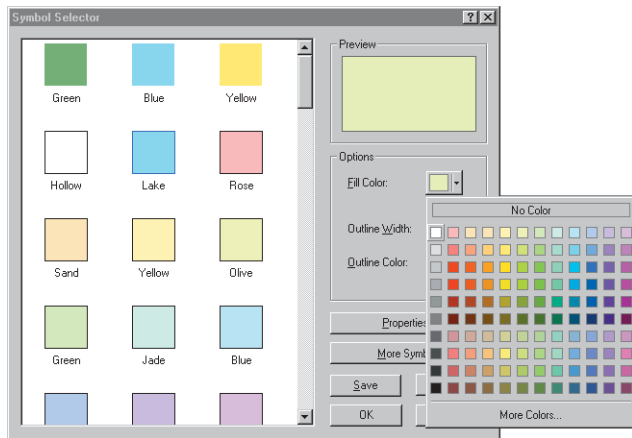 Symbol Selector
Green Blue Yellow
Hollow Lake Rose
Sand Yellow Olive
Green Jade Blue
Preview
Options
Fill Color:
Outline Width:
Outline Color:
Properties
More Symb
Save
OK
No Color
More Colors...